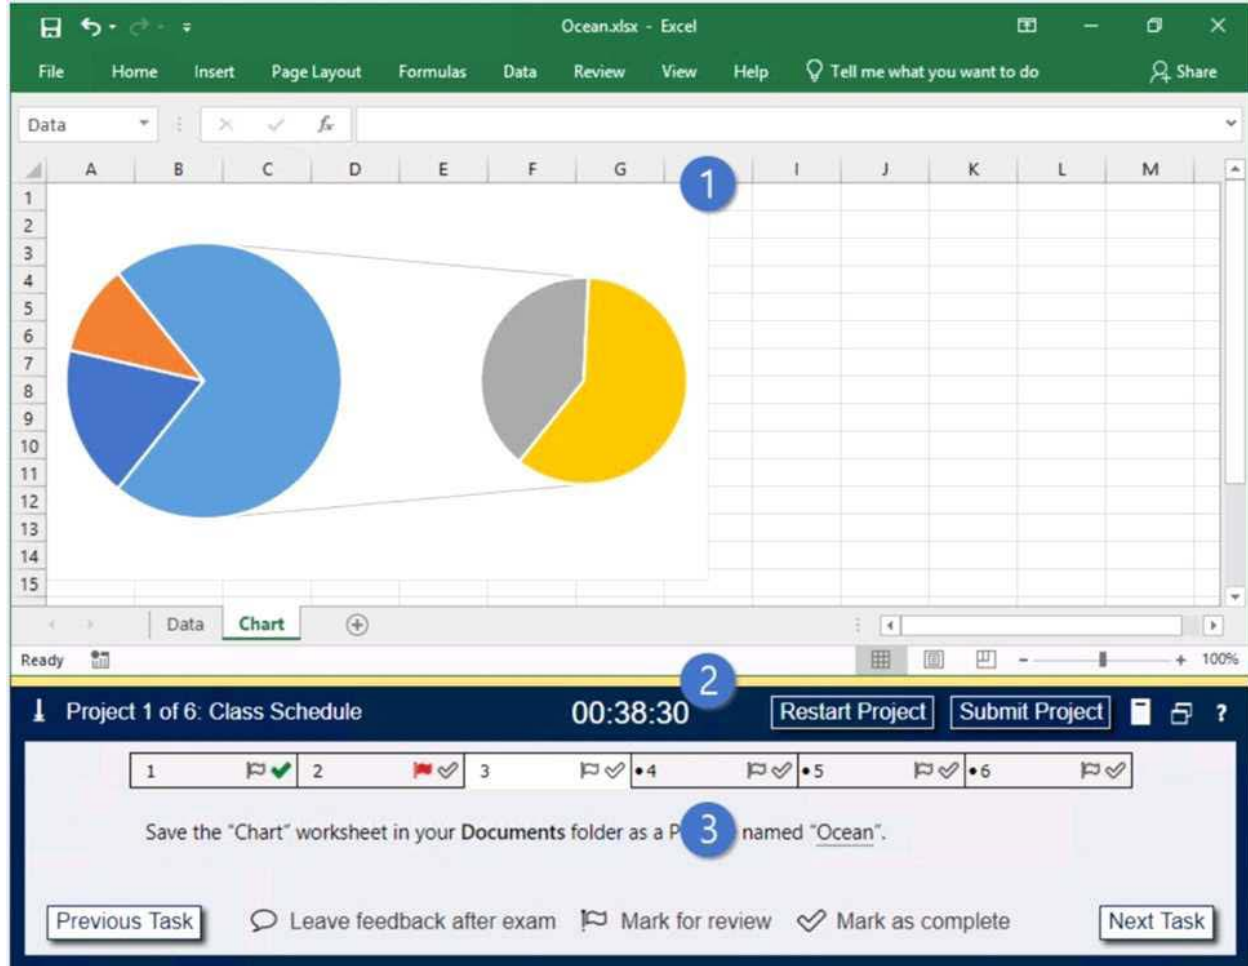 Ocean.xlsx - Excel
File Home Insert Page Layout Formulas Data Review View Help Tell me what you want to do Share
Data fx
A B C D E F G I J K L M
1
1
2
3
4
5
6
7
8
9
10
11
12
13
14
15
Data Chart
Ready 100%
2
Project 1 of 6: Class Schedule 00:38:30 Restart Project Submit Project ?
1 2 3 •4 •5 •6
Save the "Chart" worksheet in your Documents folder as a 3 named "Ocean".
Previous Task Leave feedback after exam Mark for review Mark as complete Next Task